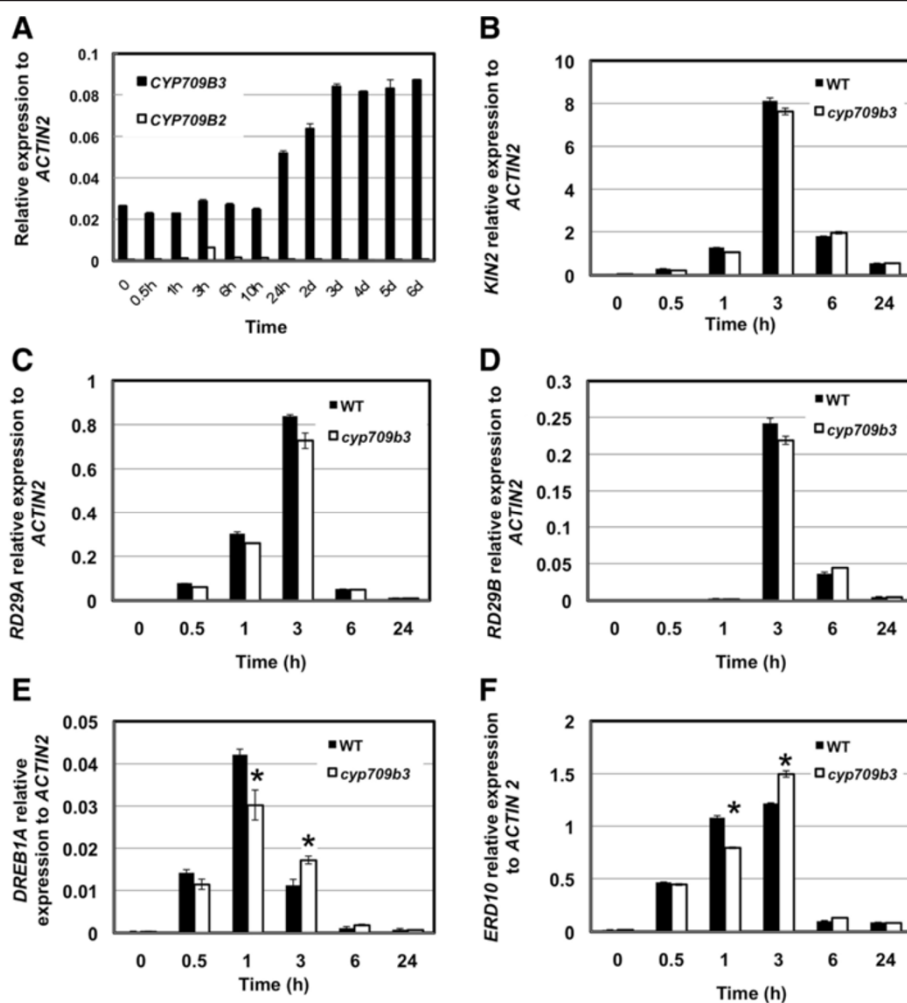 A
Relative expression to
ACTIN2
0.1
0.08
0.06
0.04
0.02
0
CYP709B3
CYP709B2
0 0.5h 1h 3h 6h 10h 24h 2d 3d 4d 5d 6d
Time
B
KIN2 relative expression to
ACTIN2
10
8
6
4
2
0
WT
cyp709b3
0 0.5 1 3 6 24
Time (h)
C
RD29A relative expression to
ACTIN2
1
0.8
0.6
0.4
0.2
0
WT
cyp709b3
0 0.5 1 3 6 24
Time (h)
D
RD29B relative expression to
ACTIN2
0.3
0.25
0.2
0.15
0.1
0.05
0
WT
cyp709b3
0 0.5 1 3 6 24
Time (h)
E
DREB1A relative
expression to ACTIN2
0.05
0.04
0.03
0.02
0.01
0
WT
cyp709b3
*
*
0 0.5 1 3 6 24
Time (h)
F
ERD10 relative expression
to ACTIN 2
2
1.5
1
0.5
0
WT
cyp709b3
*
*
0 0.5 1 3 6 24
Time (h)